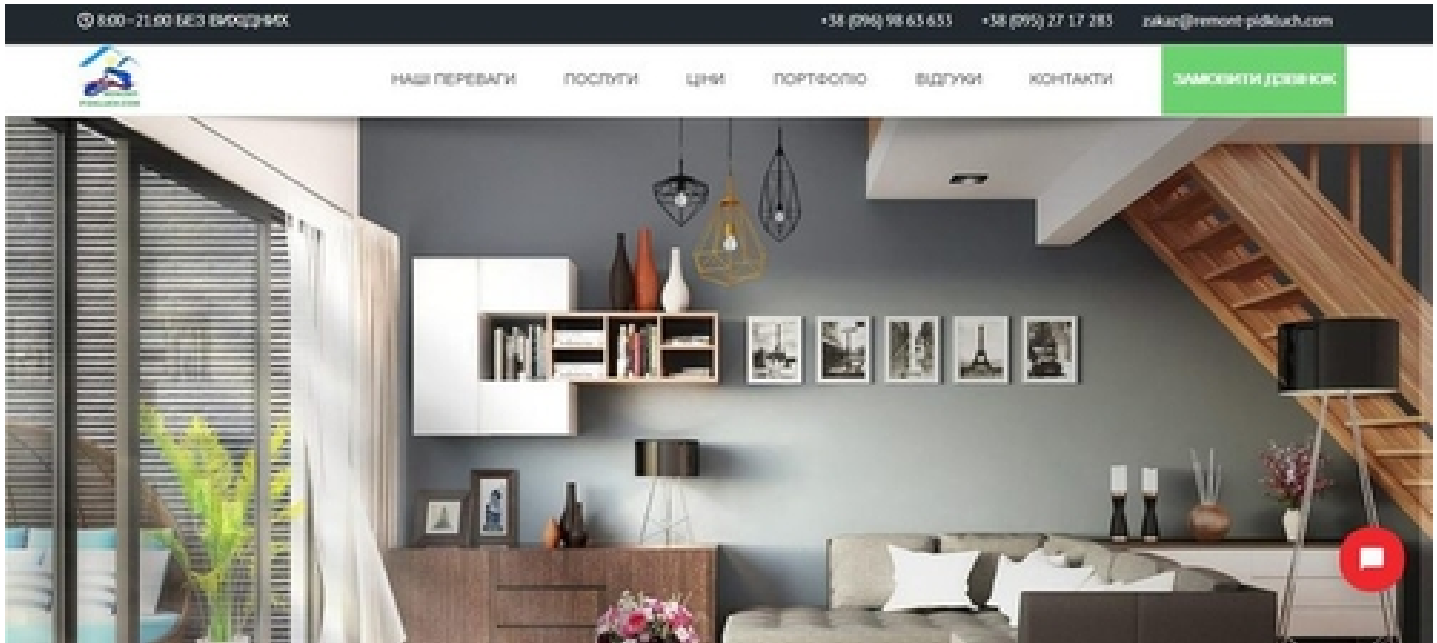 8:00–21:00 БЕЗ ВИХІДНИХ
+38 (096) 98 63 633
+38 (095) 27 17 283
zakaz@remont-pidkluch.com
НАШІ ПЕРЕВАГИ
ПОСЛУГИ
ЦІНИ
ПОРТФОЛІО
ВІДГУКИ
КОНТАКТИ
ЗАМОВИТИ ДЗВІНОК